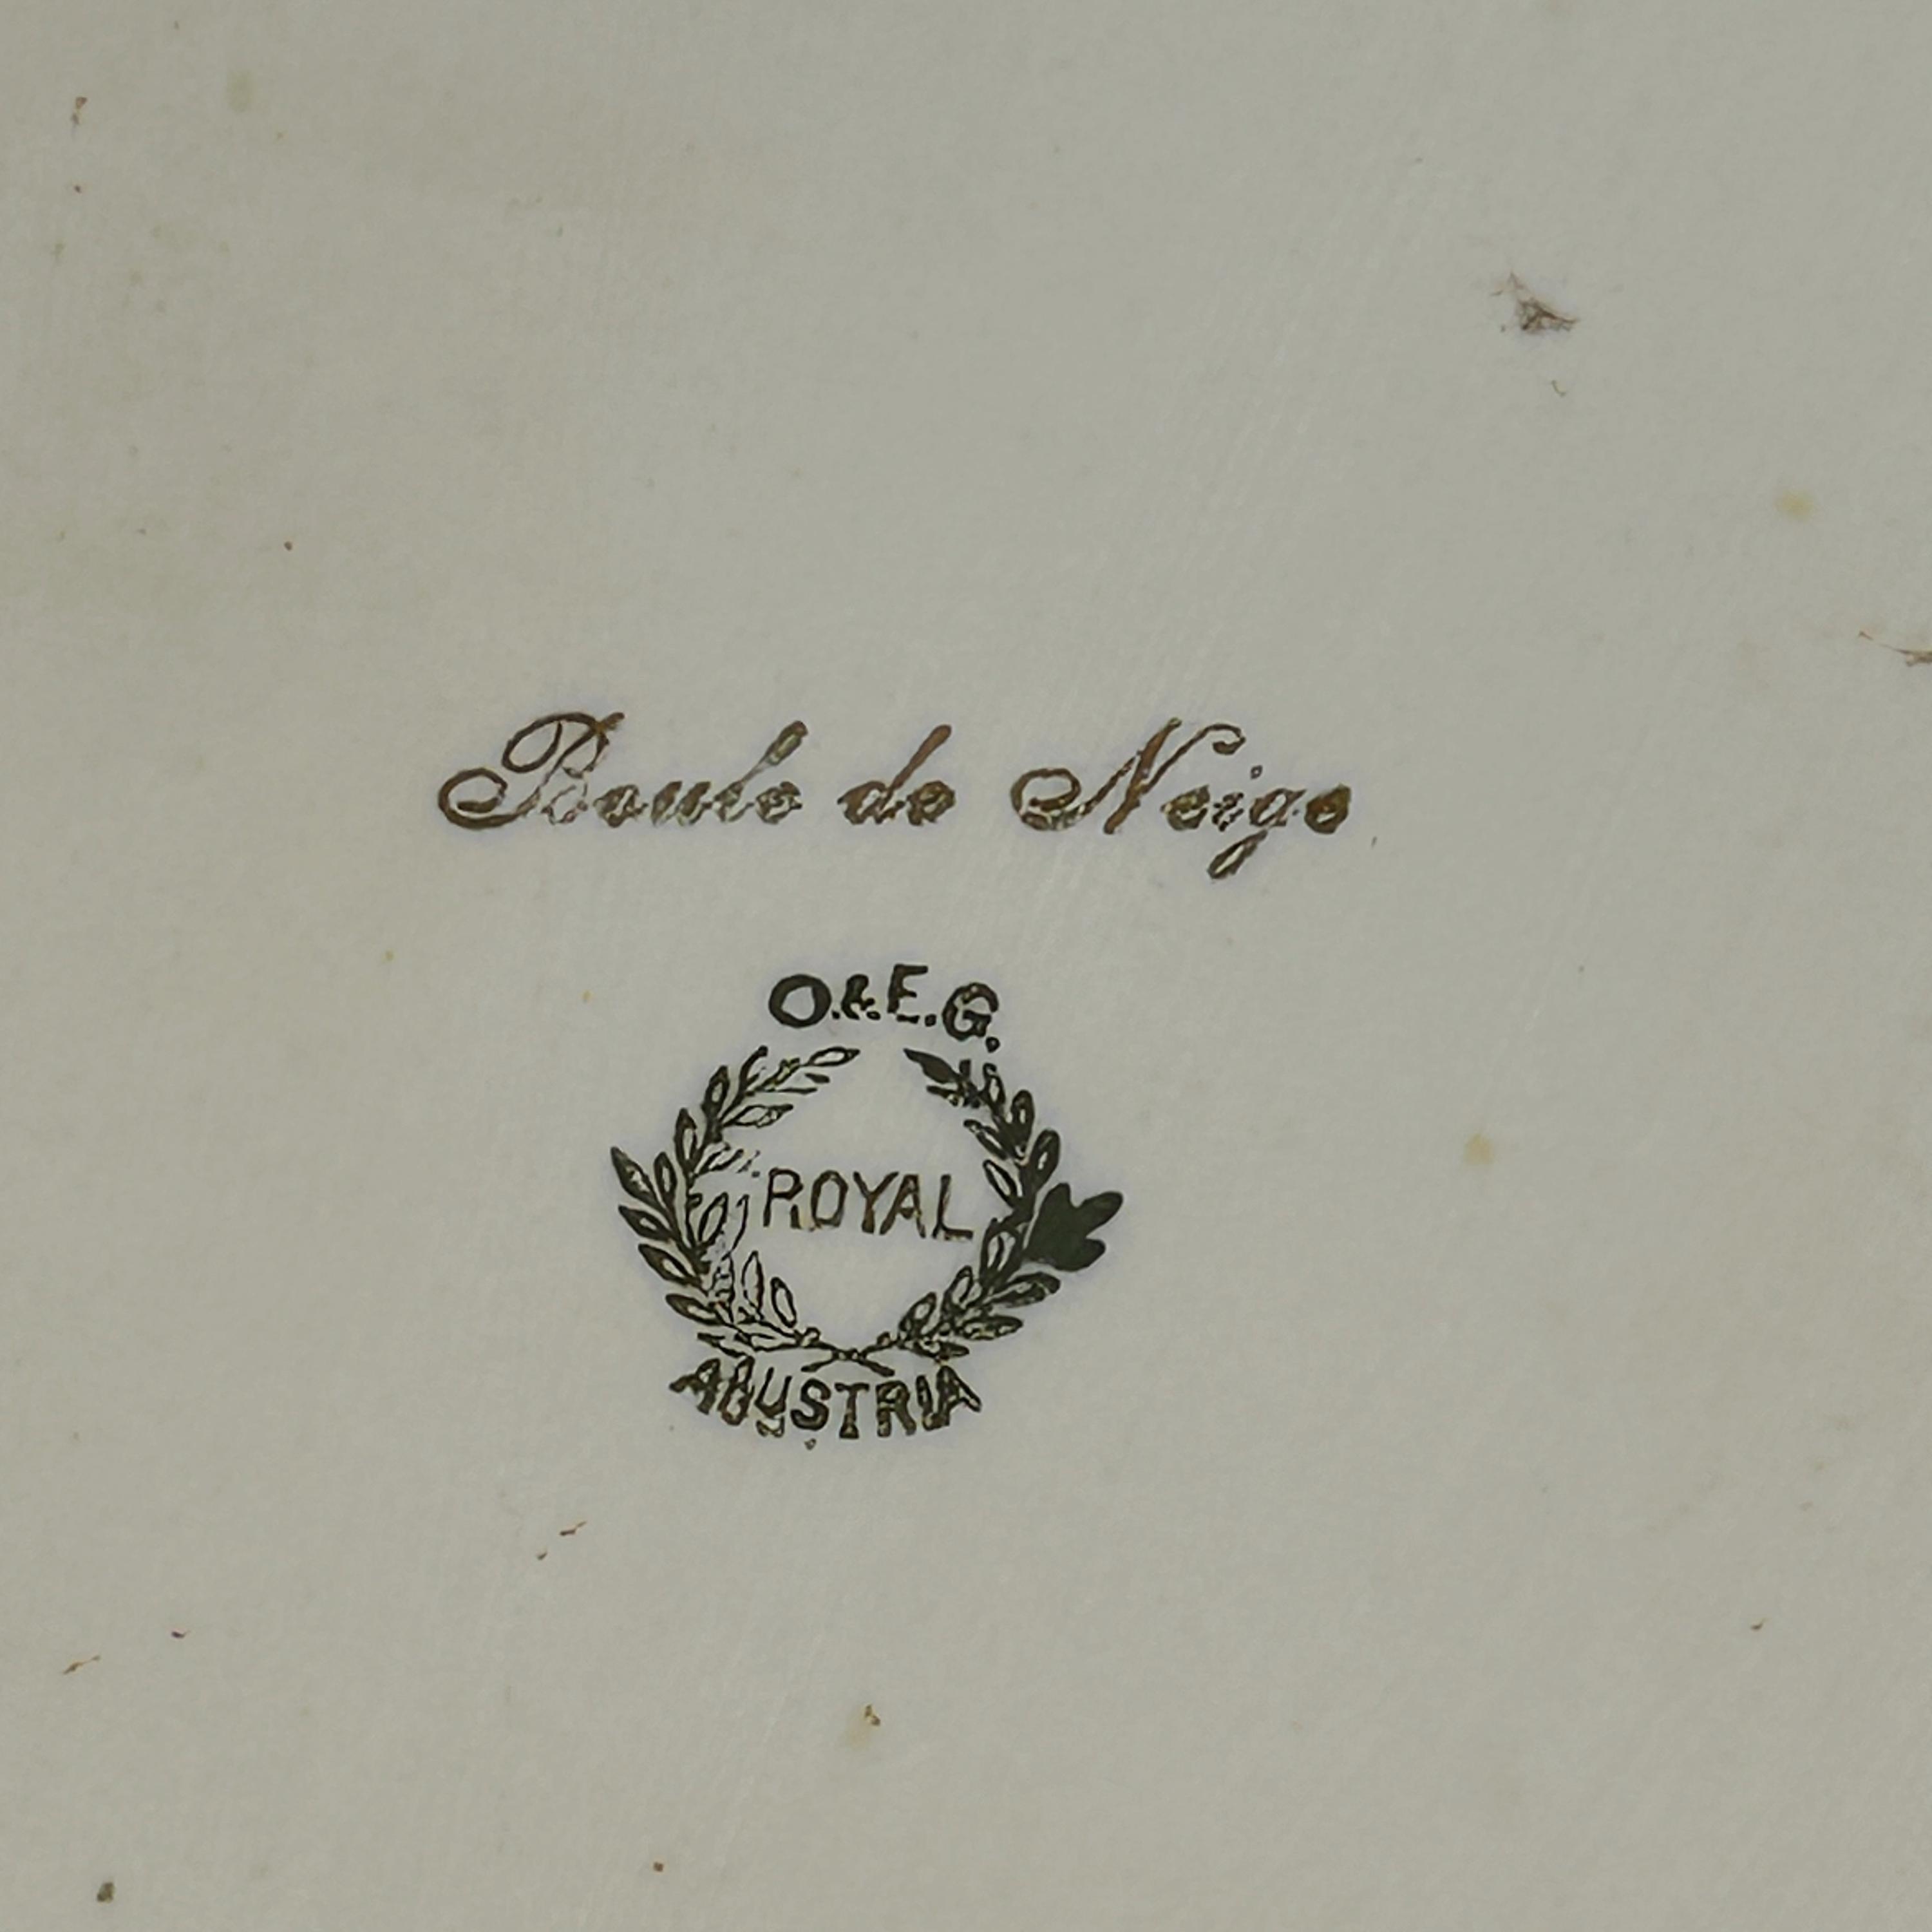 Boule de Neige
O. & E. G.
ROYAL
AUSTRIA